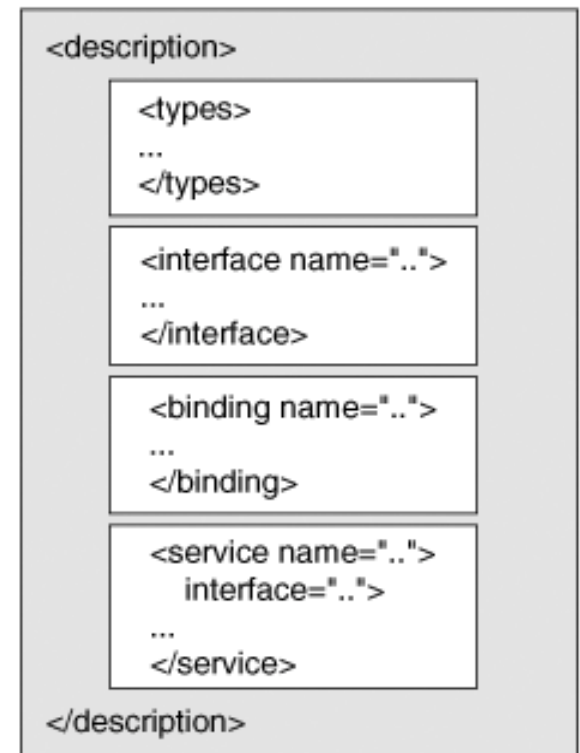 <description>
<types>
...
</types>
<interface name="..">
...
</interface>
<binding name="..">
...
</binding>
<service name="..">
interface="..">
...
</service>
</description>